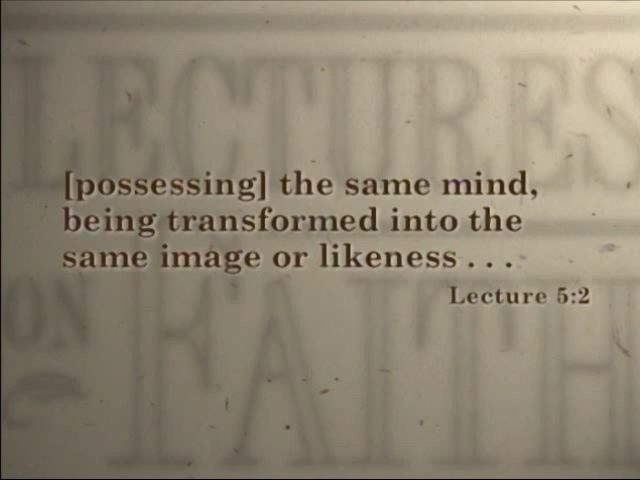 LECTURES
[possessing] the same mind,
being transformed into the
same image or likeness . . .
Lecture 5:2
ON
FAITH